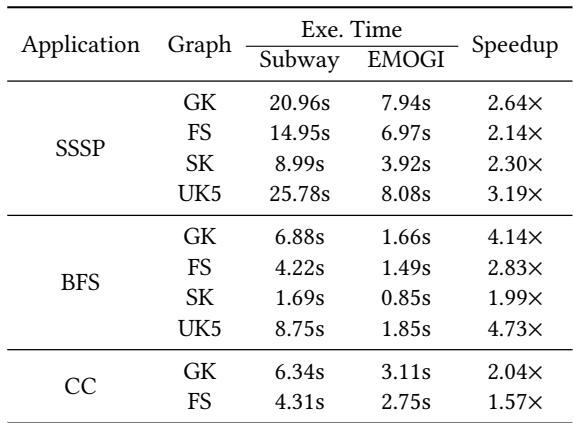 Application Graph Exe. Time Speedup
Subway EMOGI
SSSP
GK 20.96s 7.94s 2.64×
FS 14.95s 6.97s 2.14×
SK 8.99s 3.92s 2.30×
UK5 25.78s 8.08s 3.19×
BFS
GK 6.88s 1.66s 4.14×
FS 4.22s 1.49s 2.83×
SK 1.69s 0.85s 1.99×
UK5 8.75s 1.85s 4.73×
CC
GK 6.34s 3.11s 2.04×
FS 4.31s 2.75s 1.57×